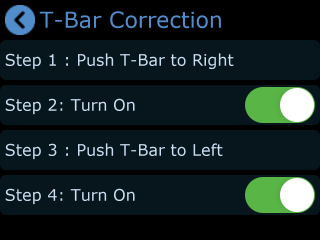 T-Bar Correction
Step 1 : Push T-Bar to Right
Step 2: Turn On
Step 3 : Push T-Bar to Left
Step 4: Turn On